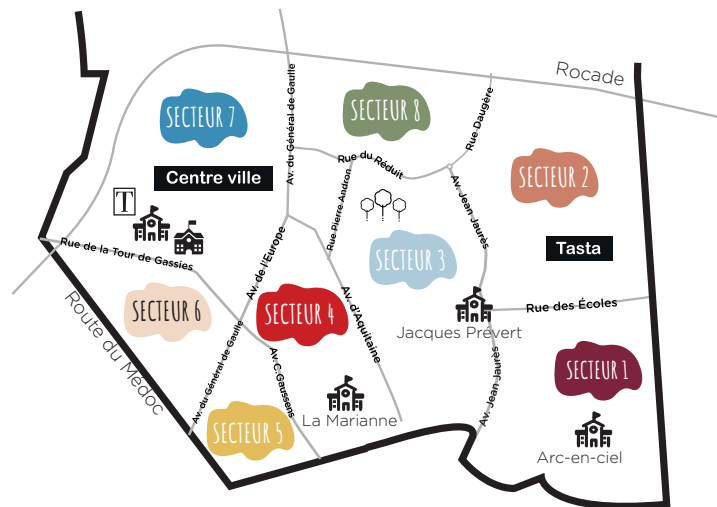 Rocade
Av. du Général de Gaulle
SECTEUR 7
SECTEUR 8
Rue Daugère
Centre ville
Rue du Réduit
SECTEUR 2
Rue Pierre Andron
Av. Jean Jaurès
T
Rue de la Tour de Gassies
Av. de l'Europe
SECTEUR 3
Tasta
Route du Médoc
SECTEUR 6
SECTEUR 4
Av. d'Aquitaine
Rue des Écoles
Jacques Prévert
Av. du Général de Gaulle
Av. C.Gaussens
Av. Jean Jaurès
SECTEUR 1
La Marianne
SECTEUR 5
Arc-en-ciel